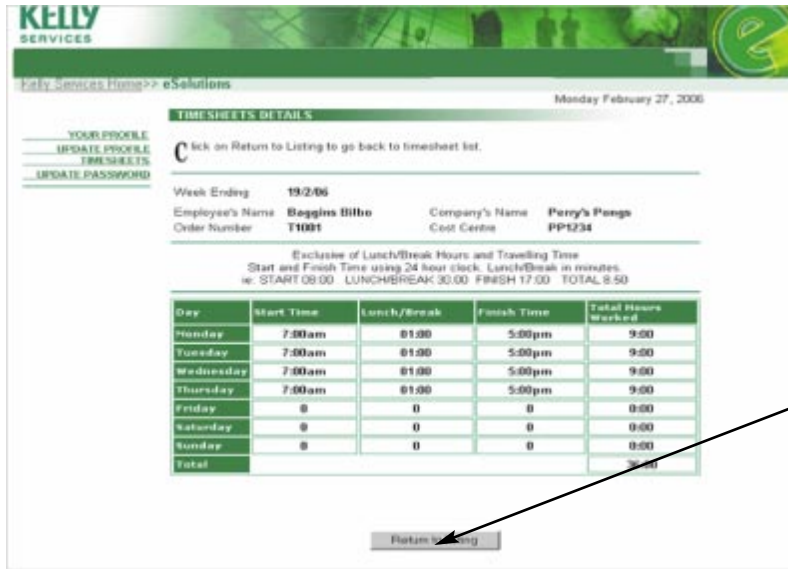 KELLY
SERVICES
Kelly Services Home>> eSolutions
Monday February 27, 2006
TIMESHEETS DETAILS
YOUR PROFILE
UPDATE PROFILE
TIMESHEETS
UPDATE PASSWORD
Click on Return to Listing to go back to timesheet list.
Week Ending 19/2/06
Employee's Name Baggins Bilbo Company's Name Perry's Pongs
Order Number T1001 Cost Centre PP1234
Exclusive of Lunch/Break Hours and Travelling Time
Start and Finish Time using 24 hour clock. Lunch/Break in minutes.
ie: START 08:00 LUNCH/BREAK 30.00 FINISH 17:00 TOTAL 8.50
Day Start Time Lunch/Break Finish Time Total Hours Worked
Monday 7:00am 01:00 5:00pm 9:00
Tuesday 7:00am 01:00 5:00pm 9:00
Wednesday 7:00am 01:00 5:00pm 9:00
Thursday 7:00am 01:00 5:00pm 9:00
Friday 0 0 0 0:00
Saturday 0 0 0 0:00
Sunday 0 0 0 0:00
Total 36:00
Return to Listing